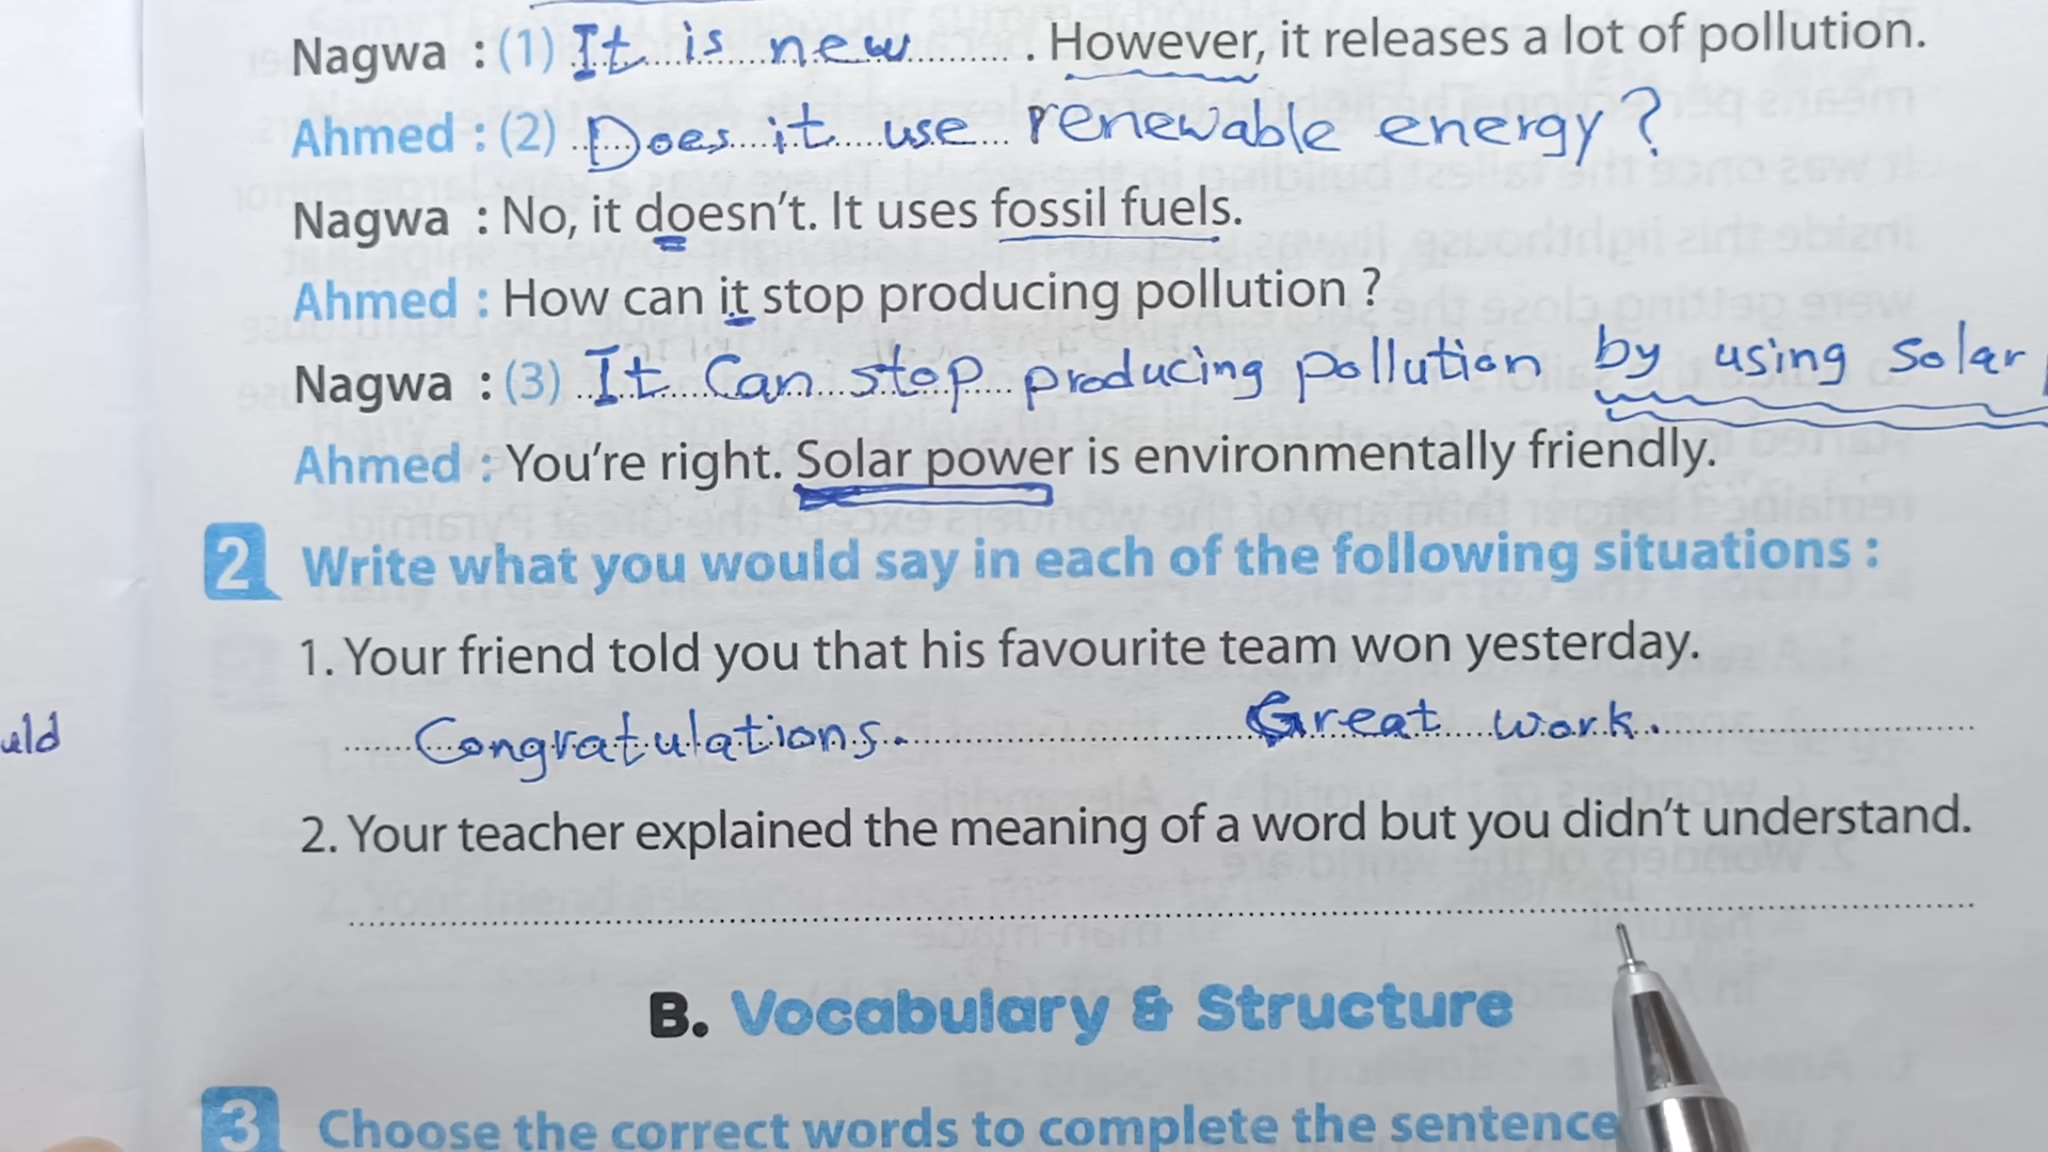 Nagwa : (1) It is new . However, it releases a lot of pollution.
Ahmed : (2) Does it use renewable energy?
Nagwa : No, it doesn't. It uses fossil fuels.
Ahmed : How can it stop producing pollution ?
Nagwa : (3) It Can stop producing pollution by using solar
Ahmed : You're right. Solar power is environmentally friendly.
2 Write what you would say in each of the following situations :
1. Your friend told you that his favourite team won yesterday.
uld
Congratulations. Great work.
2. Your teacher explained the meaning of a word but you didn't understand.
B. Vocabulary & Structure
3 Choose the correct words to complete the sentence